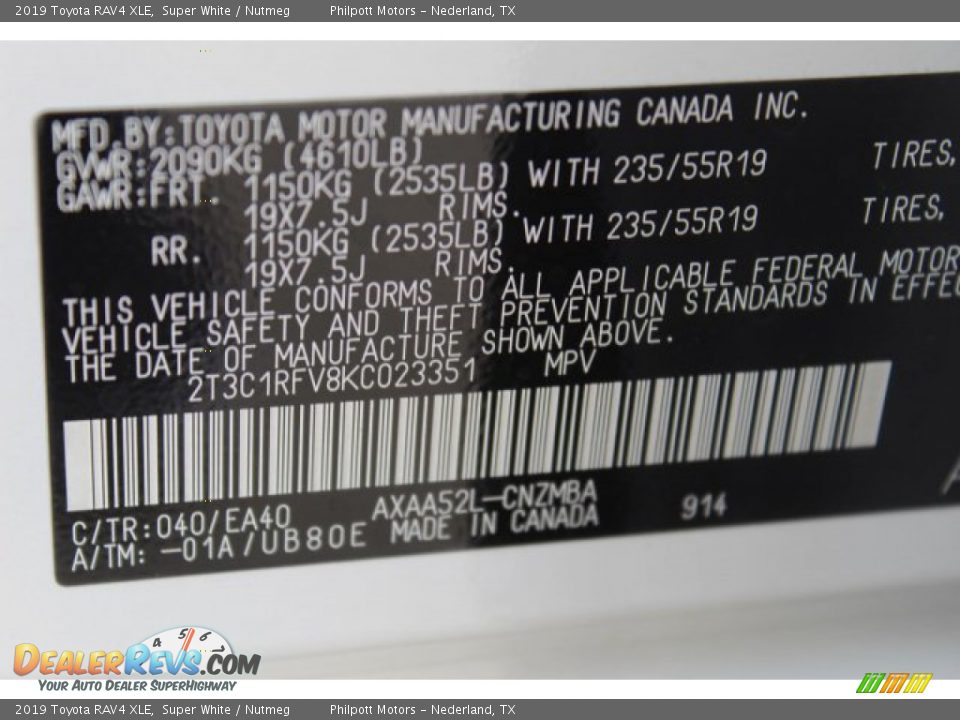 2019 Toyota RAV4 XLE, Super White / Nutmeg Philpott Motors - Nederland, TX
MFD.BY:TOYOTA MOTOR MANUFACTURING CANADA INC.
GVWR:2090KG (4610LB)
GAWR:FRT. 1150KG (2535LB) WITH 235/55R19 TIRES,
19X7.5J RIMS.
RR. 1150KG (2535LB) WITH 235/55R19 TIRES,
19X7.5J RIMS.
THIS VEHICLE CONFORMS TO ALL APPLICABLE FEDERAL MOTOR
VEHICLE SAFETY AND THEFT PREVENTION STANDARDS IN EFFEC
THE DATE OF MANUFACTURE SHOWN ABOVE.
2T3C1RFV8KC023351 MPV
C/TR:040/EA40 AXAA52L-CNZMBA 914
A/TM: -01A/UB80E MADE IN CANADA
4 5 6
DEALERREVS.COM
YOUR AUTO DEALER SUPERHIGHWAY
2019 Toyota RAV4 XLE, Super White / Nutmeg Philpott Motors - Nederland, TX